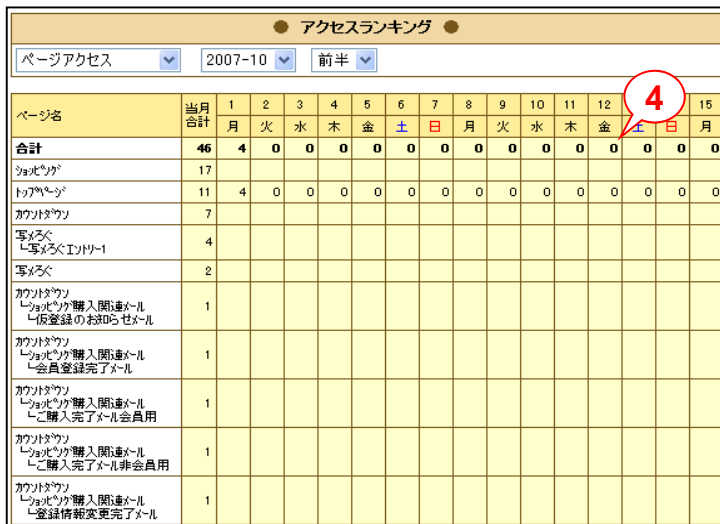 ● アクセスランキング ●
ページアクセス 2007-10 前半
ページ名 当月合計 1 2 3 4 5 6 7 8 9 10 11 12 4 15
月 火 水 木 金 土 日 月 火 水 木 金 土 日 月
合計 46 4 0 0 0 0 0 0 0 0 0 0 0 0 0 0
ｼｮｯﾋﾟﾝｸﾞ 17
ﾄｯﾌﾟﾍﾟｰｼﾞ 11 4 0 0 0 0 0 0 0 0 0 0 0 0 0 0
ｶｳﾝﾄﾀﾞｳﾝ 7
写ﾒろぐ
└写ﾒろぐｴﾝﾄﾘｰ1 4
写ﾒろぐ 2
ｶｳﾝﾄﾀﾞｳﾝ
└ｼｮｯﾋﾟﾝｸﾞ購入関連ﾒｰﾙ 1
└仮登録のお知らせﾒｰﾙ
ｶｳﾝﾄﾀﾞｳﾝ
└ｼｮｯﾋﾟﾝｸﾞ購入関連ﾒｰﾙ 1
└会員登録完了ﾒｰﾙ
ｶｳﾝﾄﾀﾞｳﾝ
└ｼｮｯﾋﾟﾝｸﾞ購入関連ﾒｰﾙ 1
└ご購入完了ﾒｰﾙ会員用
ｶｳﾝﾄﾀﾞｳﾝ
└ｼｮｯﾋﾟﾝｸﾞ購入関連ﾒｰﾙ 1
└ご購入完了ﾒｰﾙ非会員用
ｶｳﾝﾄﾀﾞｳﾝ
└ｼｮｯﾋﾟﾝｸﾞ購入関連ﾒｰﾙ 1
└登録情報変更完了ﾒｰﾙ